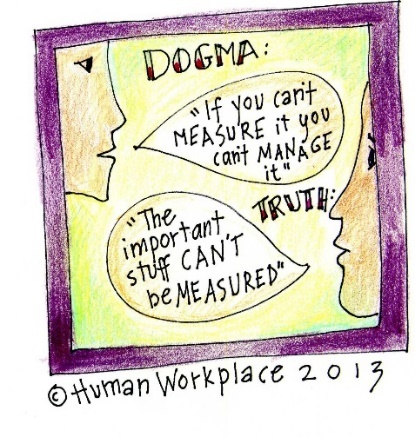 DOGMA:
"If you can't
MEASURE it you
can't MANAGE
it"
TRUTH:
"The
important
stuff CAN'T
be MEASURED"
© Human Workplace 2013